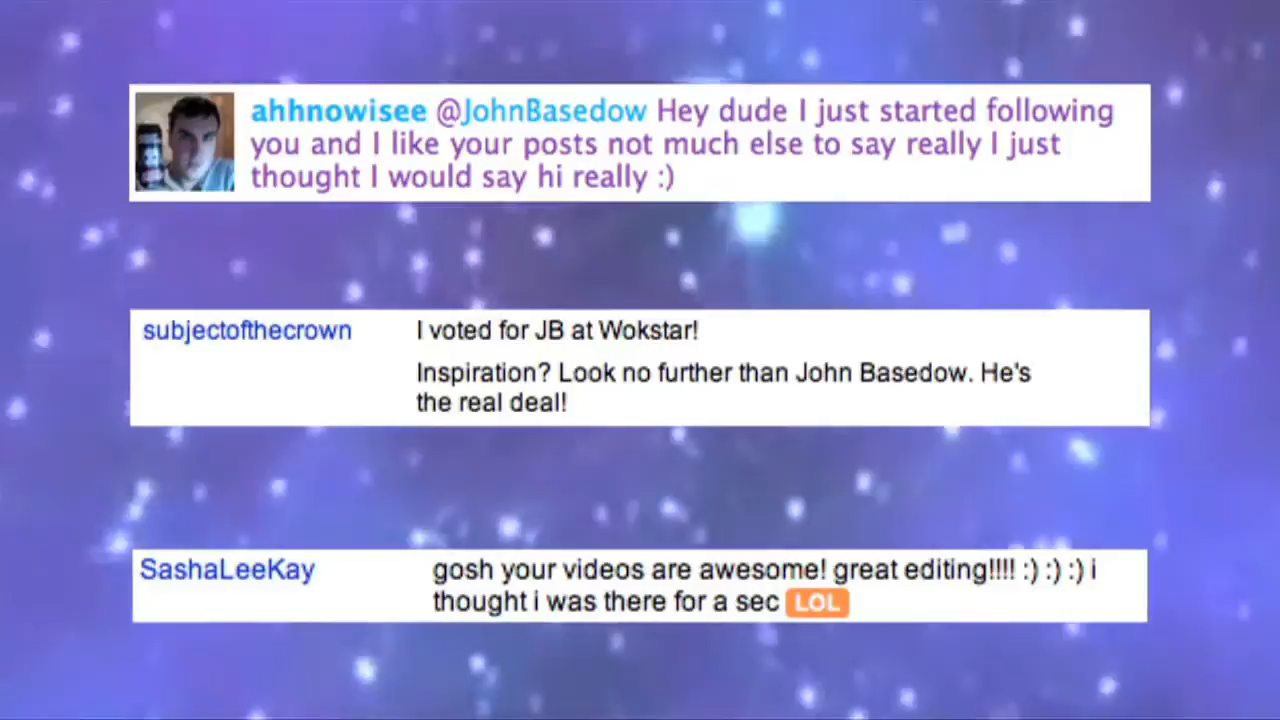 ahhnowisee @JohnBasedow Hey dude I just started following
you and I like your posts not much else to say really I just
thought I would say hi really :)
subjectofthecrown I voted for JB at Wokstar!
Inspiration? Look no further than John Basedow. He's
the real deal!
SashaLeeKay gosh your videos are awesome! great editing!!!! :) :) :) i
thought i was there for a sec LOL